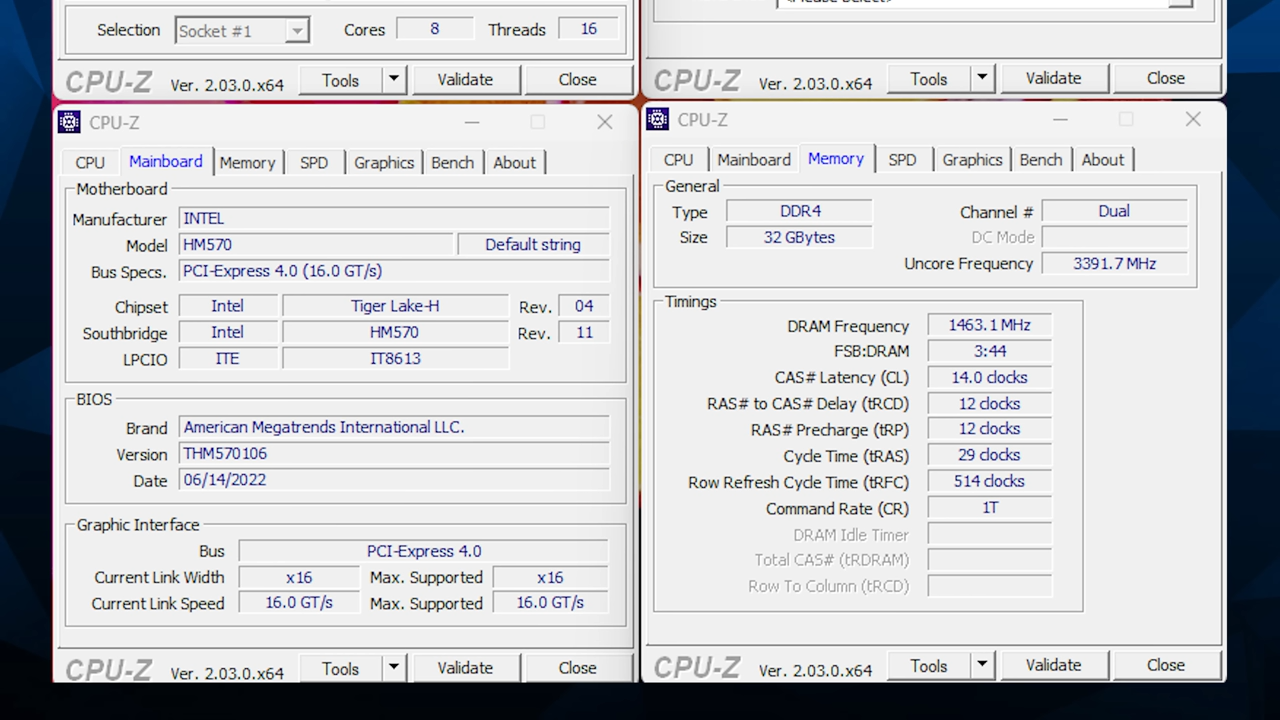 Selection Socket #1 Cores 8 Threads 16
CPU-Z Ver. 2.03.0.x64 Tools Validate Close
<Please Select>
CPU-Z Ver. 2.03.0.x64 Tools Validate Close
CPU-Z
CPU Mainboard Memory SPD Graphics Bench About
Motherboard
Manufacturer INTEL
Model HM570 Default string
Bus Specs. PCI-Express 4.0 (16.0 GT/s)
Chipset Intel Tiger Lake-H Rev. 04
Southbridge Intel HM570 Rev. 11
LPCIO ITE IT8613
BIOS
Brand American Megatrends International LLC.
Version THM570106
Date 06/14/2022
Graphic Interface
Bus PCI-Express 4.0
Current Link Width x16 Max. Supported x16
Current Link Speed 16.0 GT/s Max. Supported 16.0 GT/s
CPU-Z Ver. 2.03.0.x64 Tools Validate Close
CPU-Z
CPU Mainboard Memory SPD Graphics Bench About
General
Type DDR4 Channel # Dual
Size 32 GBytes DC Mode
Uncore Frequency 3391.7 MHz
Timings
DRAM Frequency 1463.1 MHz
FSB:DRAM 3:44
CAS# Latency (CL) 14.0 clocks
RAS# to CAS# Delay (tRCD) 12 clocks
RAS# Precharge (tRP) 12 clocks
Cycle Time (tRAS) 29 clocks
Row Refresh Cycle Time (tRFC) 514 clocks
Command Rate (CR) 1T
DRAM Idle Timer
Total CAS# (tRDRAM)
Row To Column (tRCD)
CPU-Z Ver. 2.03.0.x64 Tools Validate Close